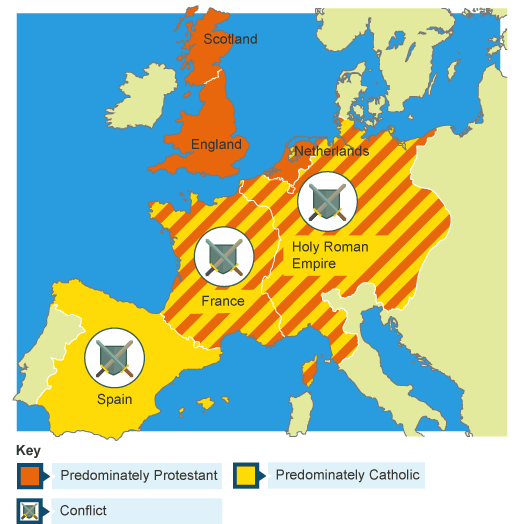 Scotland
England
Netherlands
Holy Roman
Empire
France
Spain
Key
Predominately Protestant
Predominately Catholic
Conflict